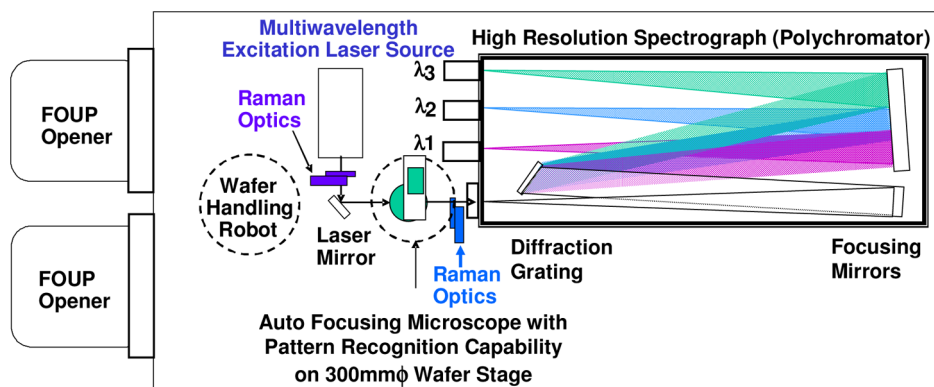 Multiwavelength
Excitation Laser Source
High Resolution Spectrograph (Polychromator)
λ3
λ2
λ1
FOUP
Opener
Raman
Optics
Wafer
Handling
Robot
Laser
Mirror
FOUP
Opener
Raman
Optics
Diffraction
Grating
Focusing
Mirrors
Auto Focusing Microscope with
Pattern Recognition Capability
on 300mmϕ Wafer Stage